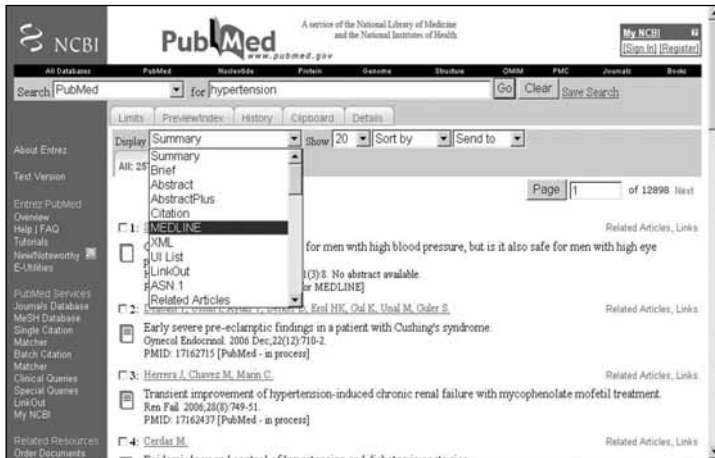 NCBI
PubMed
www.pubmed.gov
A service of the National Library of Medicine
and the National Institutes of Health
My NCBI
[Sign In] [Register]
All Databases PubMed Nucleotide Protein Genome Structure OMIM PMC Journals Books
Search PubMed for hypertension Go Clear Save Search
Limits Preview/Index History Clipboard Details
Display Summary Show 20 Sort by Send to
Summary
All: 25
Brief
Abstract
AbstractPlus
Citation
MEDLINE
XML
UI List
LinkOut
ASN.1
Related Articles
Page 1 of 12898 Next
About Entrez
Text Version
Entrez PubMed
Overview
Help | FAQ
Tutorials
New/Noteworthy
E-Utilities
PubMed Services
Journals Database
MeSH Database
Single Citation
Matcher
Batch Citation
Matcher
Clinical Queries
Special Queries
LinkOut
My NCBI
Related Resources
Order Documents
1: Related Articles, Links
for men with high blood pressure, but is it also safe for men with high eye
1(3):8. No abstract available.
for MEDLINE]
2: Erol HK, Gul K, Unal M, Guler S. Related Articles, Links
Early severe pre-eclamptic findings in a patient with Cushing's syndrome.
Gynecol Endocrinol. 2006 Dec;22(12):710-2.
PMID: 17162715 [PubMed - in process]
3: Herrera J, Chavez M, Marin C. Related Articles, Links
Transient improvement of hypertension-induced chronic renal failure with mycophenolate mofetil treatment.
Ren Fail. 2006;28(8):749-51.
PMID: 17162437 [PubMed - in process]
4: Cerdas M. Related Articles, Links